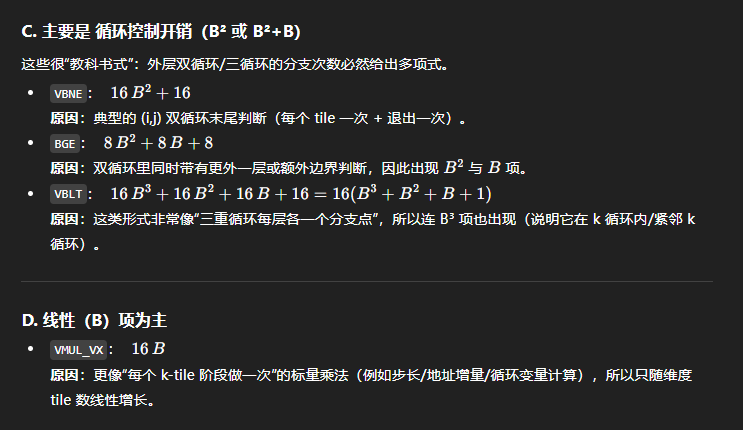 C. 主要是 循环控制开销（B² 或 B²+B）
这些很“教科书式”：外层双循环/三循环的分支次数必然给出多项式。
• VBNE： 16 B² + 16
原因：典型的 (i,j) 双循环末尾判断（每个 tile 一次 + 退出一次）。
• BGE： 8 B² + 8 B + 8
原因：双循环里同时带有更外一层或额外边界判断，因此出现 B² 与 B 项。
• VBLT： 16 B³ + 16 B² + 16 B + 16 = 16(B³ + B² + B + 1)
原因：这类形式非常像“三重循环每层各一个分支点”，所以连 B³ 项也出现（说明它在 k 循环内/紧邻 k
循环）。
D. 线性（B）项为主
• VMUL_VX： 16 B
原因：更像“每个 k-tile 阶段做一次”的标量乘法（例如步长/地址增量/循环变量计算），所以只随维度
tile 数线性增长。